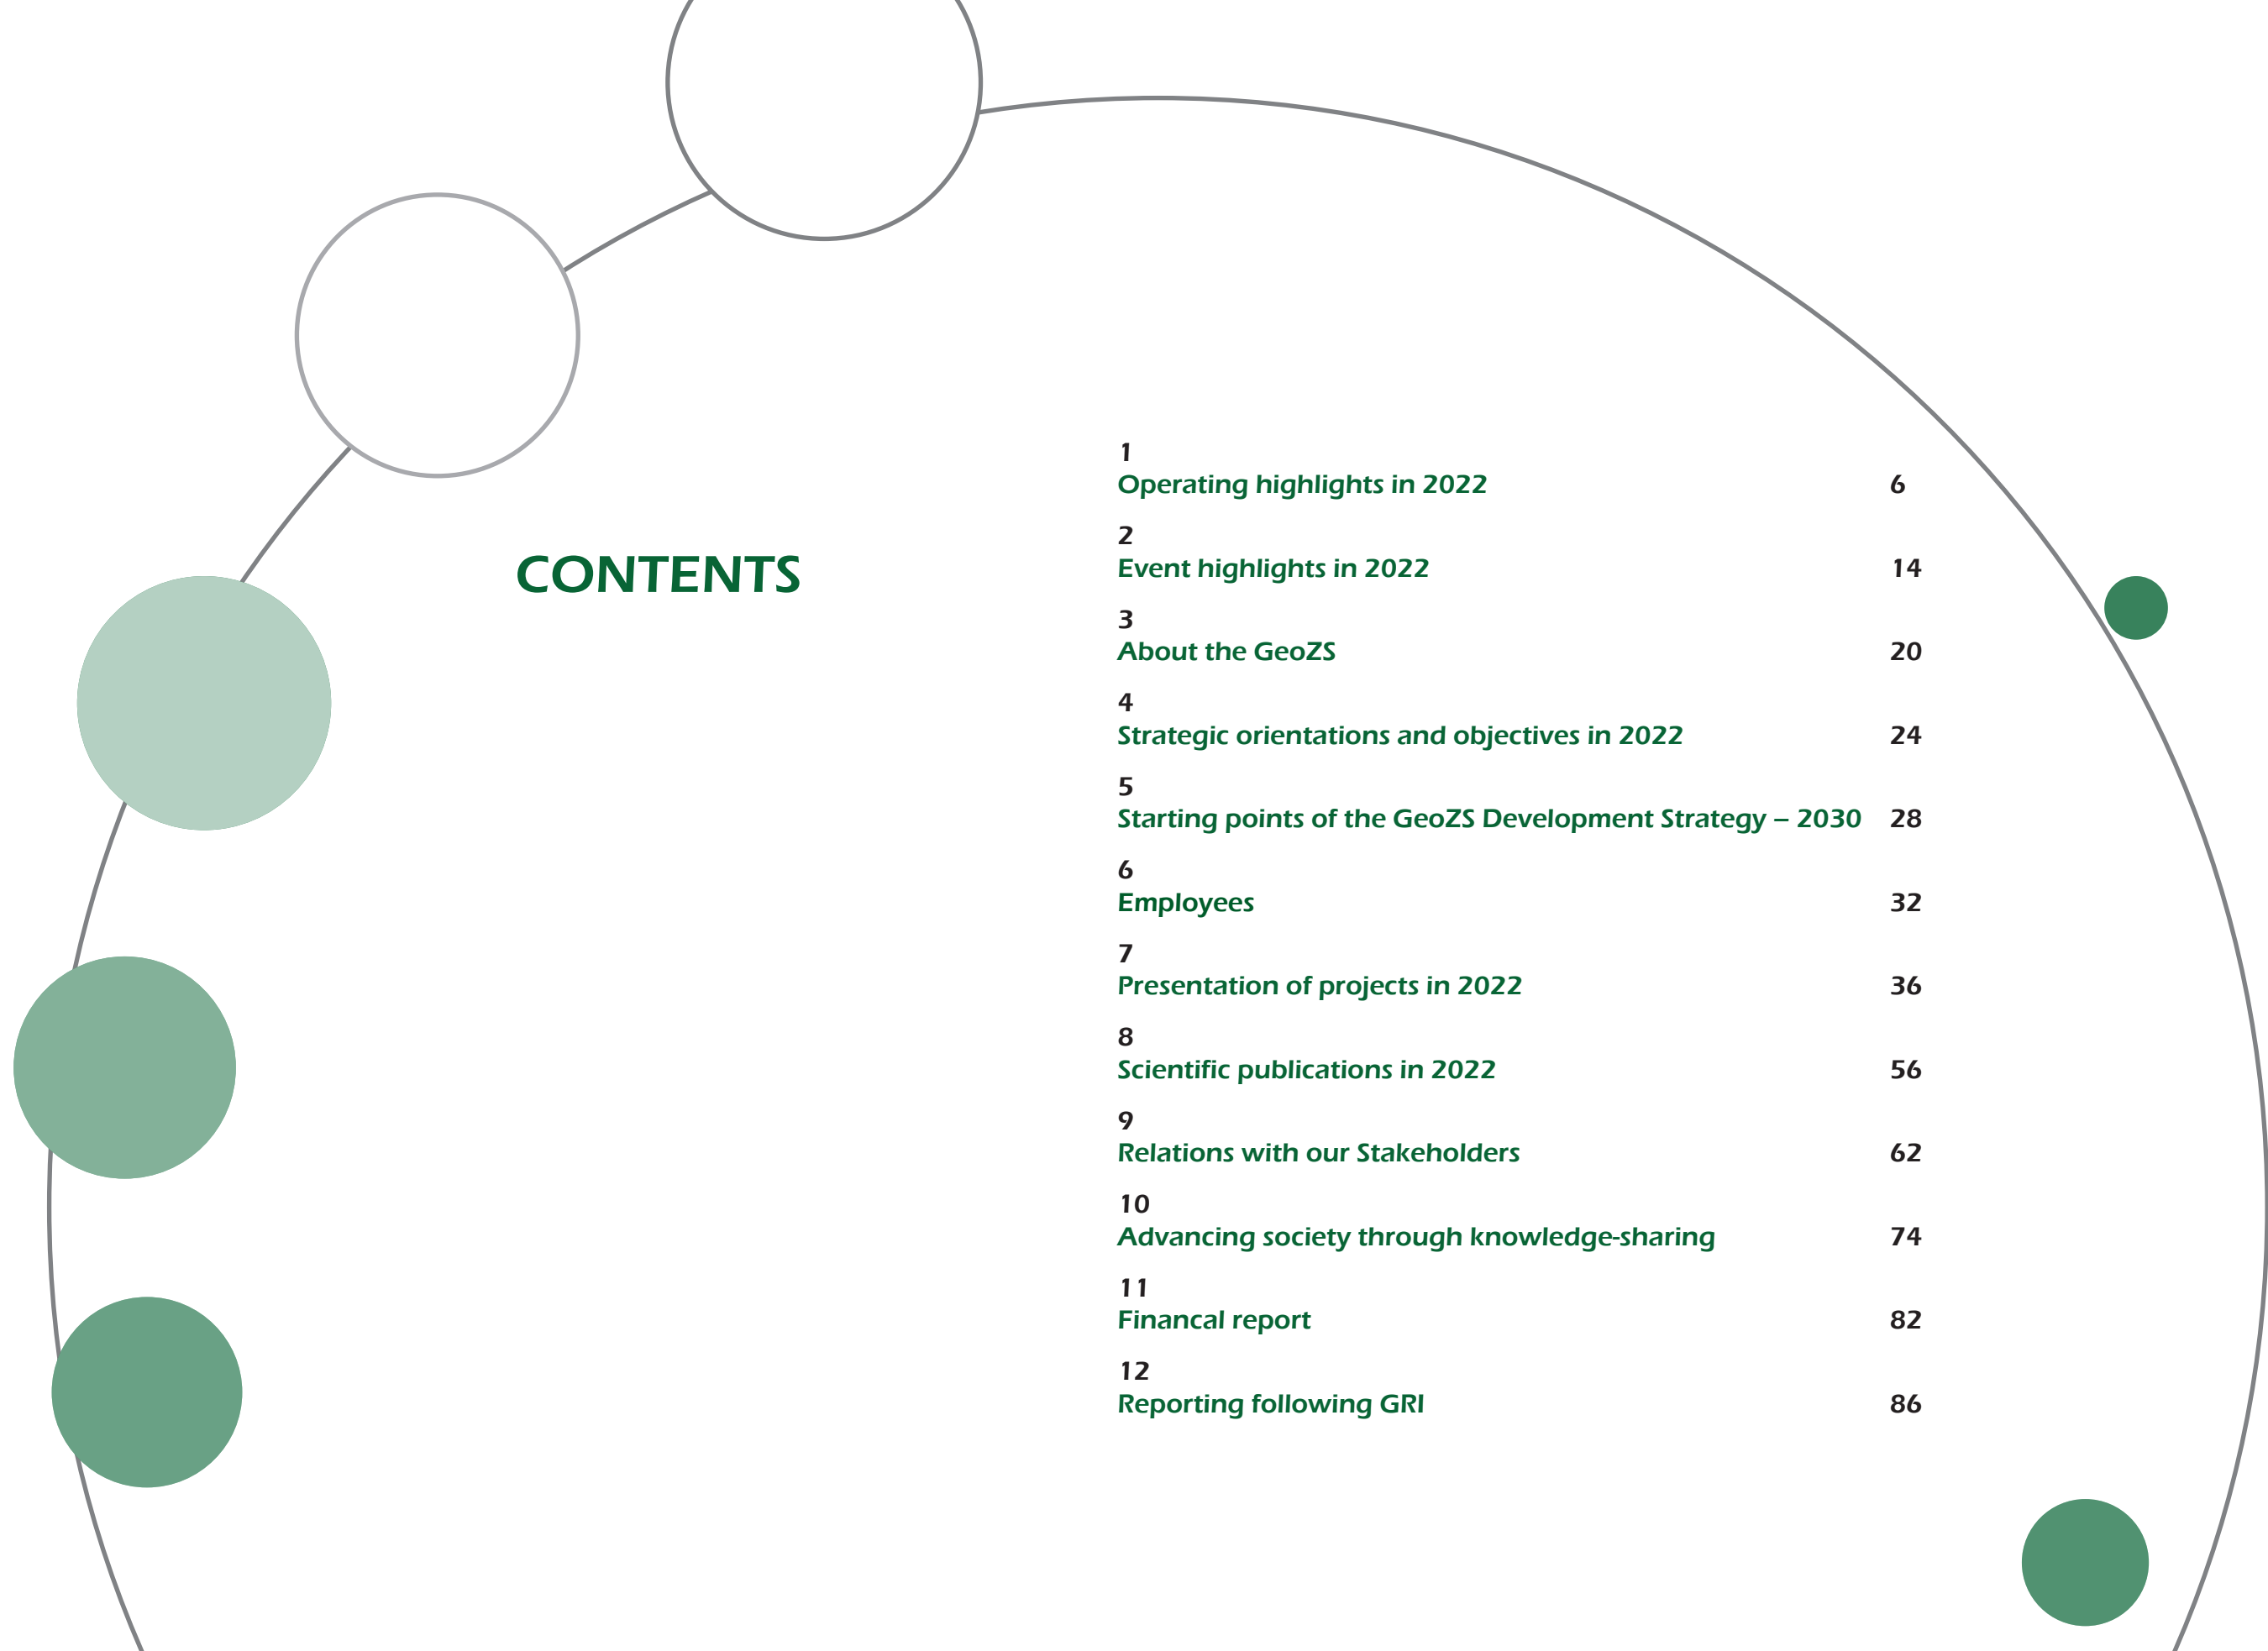 CONTENTS
1
Operating highlights in 2022 6
2
Event highlights in 2022 14
3
About the GeoZS 20
4
Strategic orientations and objectives in 2022 24
5
Starting points of the GeoZS Development Strategy – 2030 28
6
Employees 32
7
Presentation of projects in 2022 36
8
Scientific publications in 2022 56
9
Relations with our Stakeholders 62
10
Advancing society through knowledge-sharing 74
11
Financal report 82
12
Reporting following GRI 86